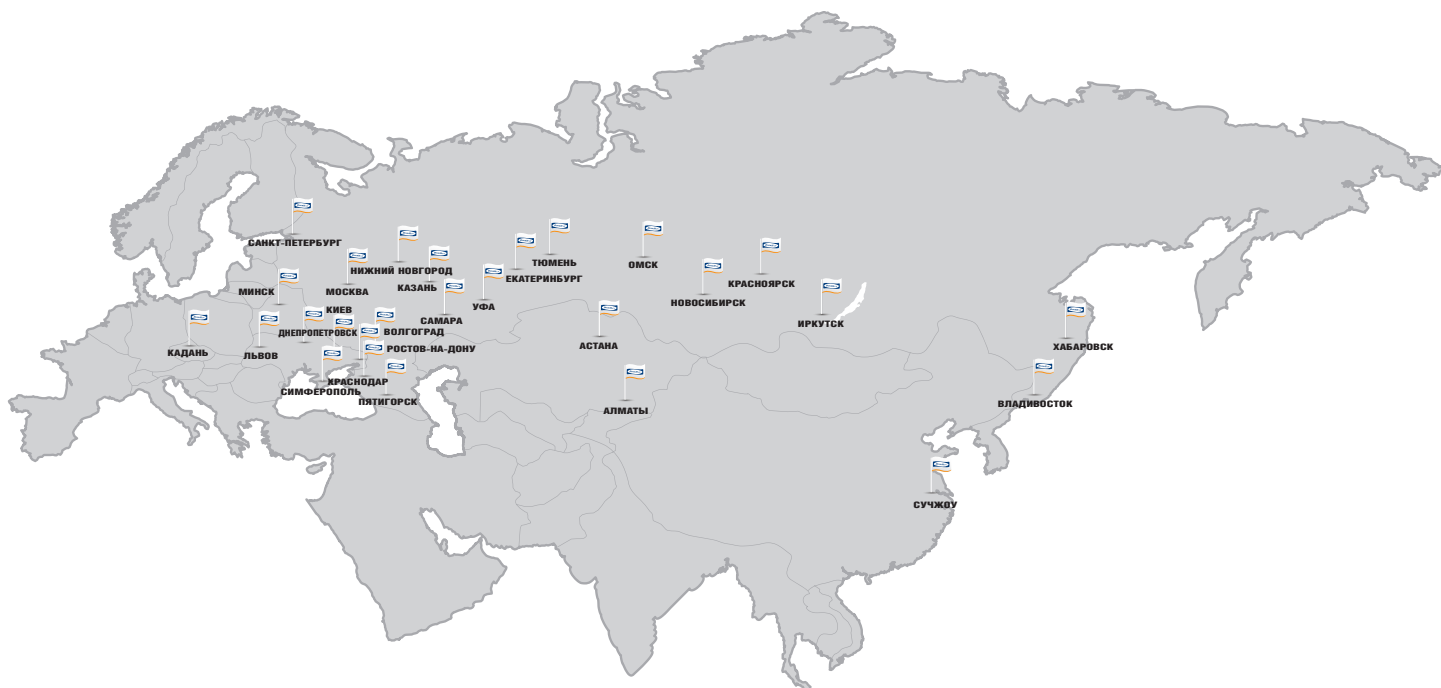 САНКТ-ПЕТЕРБУРГ
НИЖНИЙ НОВГОРОД
ТЮМЕНЬ
ОМСК
ЕКАТЕРИНБУРГ
КРАСНОЯРСК
МИНСК
МОСКВА
КАЗАНЬ
УФА
НОВОСИБИРСК
КИЕВ
САМАРА
ИРКУТСК
ДНЕПРОПЕТРОВСК
ВОЛГОГРАД
АСТАНА
ХАБАРОВСК
КАДАНЬ
ЛЬВОВ
РОСТОВ-НА-ДОНУ
ХРАСНОДАР
СИМФЕРОПОЛЬ
ПЯТИГОРСК
АЛМАТЫ
ВЛАДИВОСТОК
СУЧЖОУ